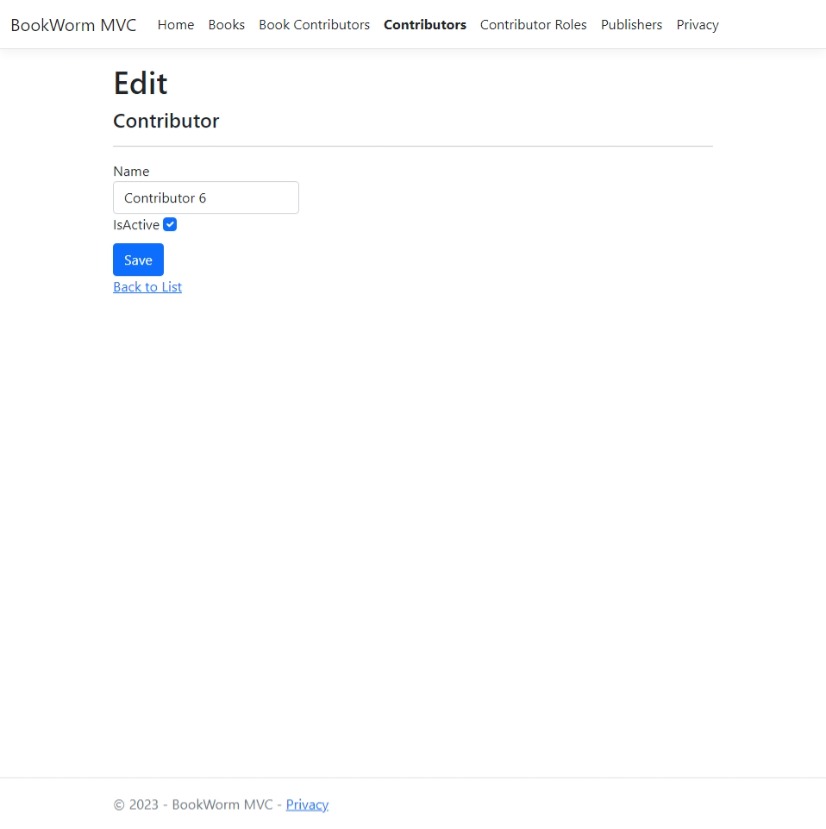 BookWorm MVC Home Books Book Contributors Contributors Contributor Roles Publishers Privacy
Edit
Contributor
Name
Contributor 6
IsActive
Save
Back to List
© 2023 - BookWorm MVC - Privacy